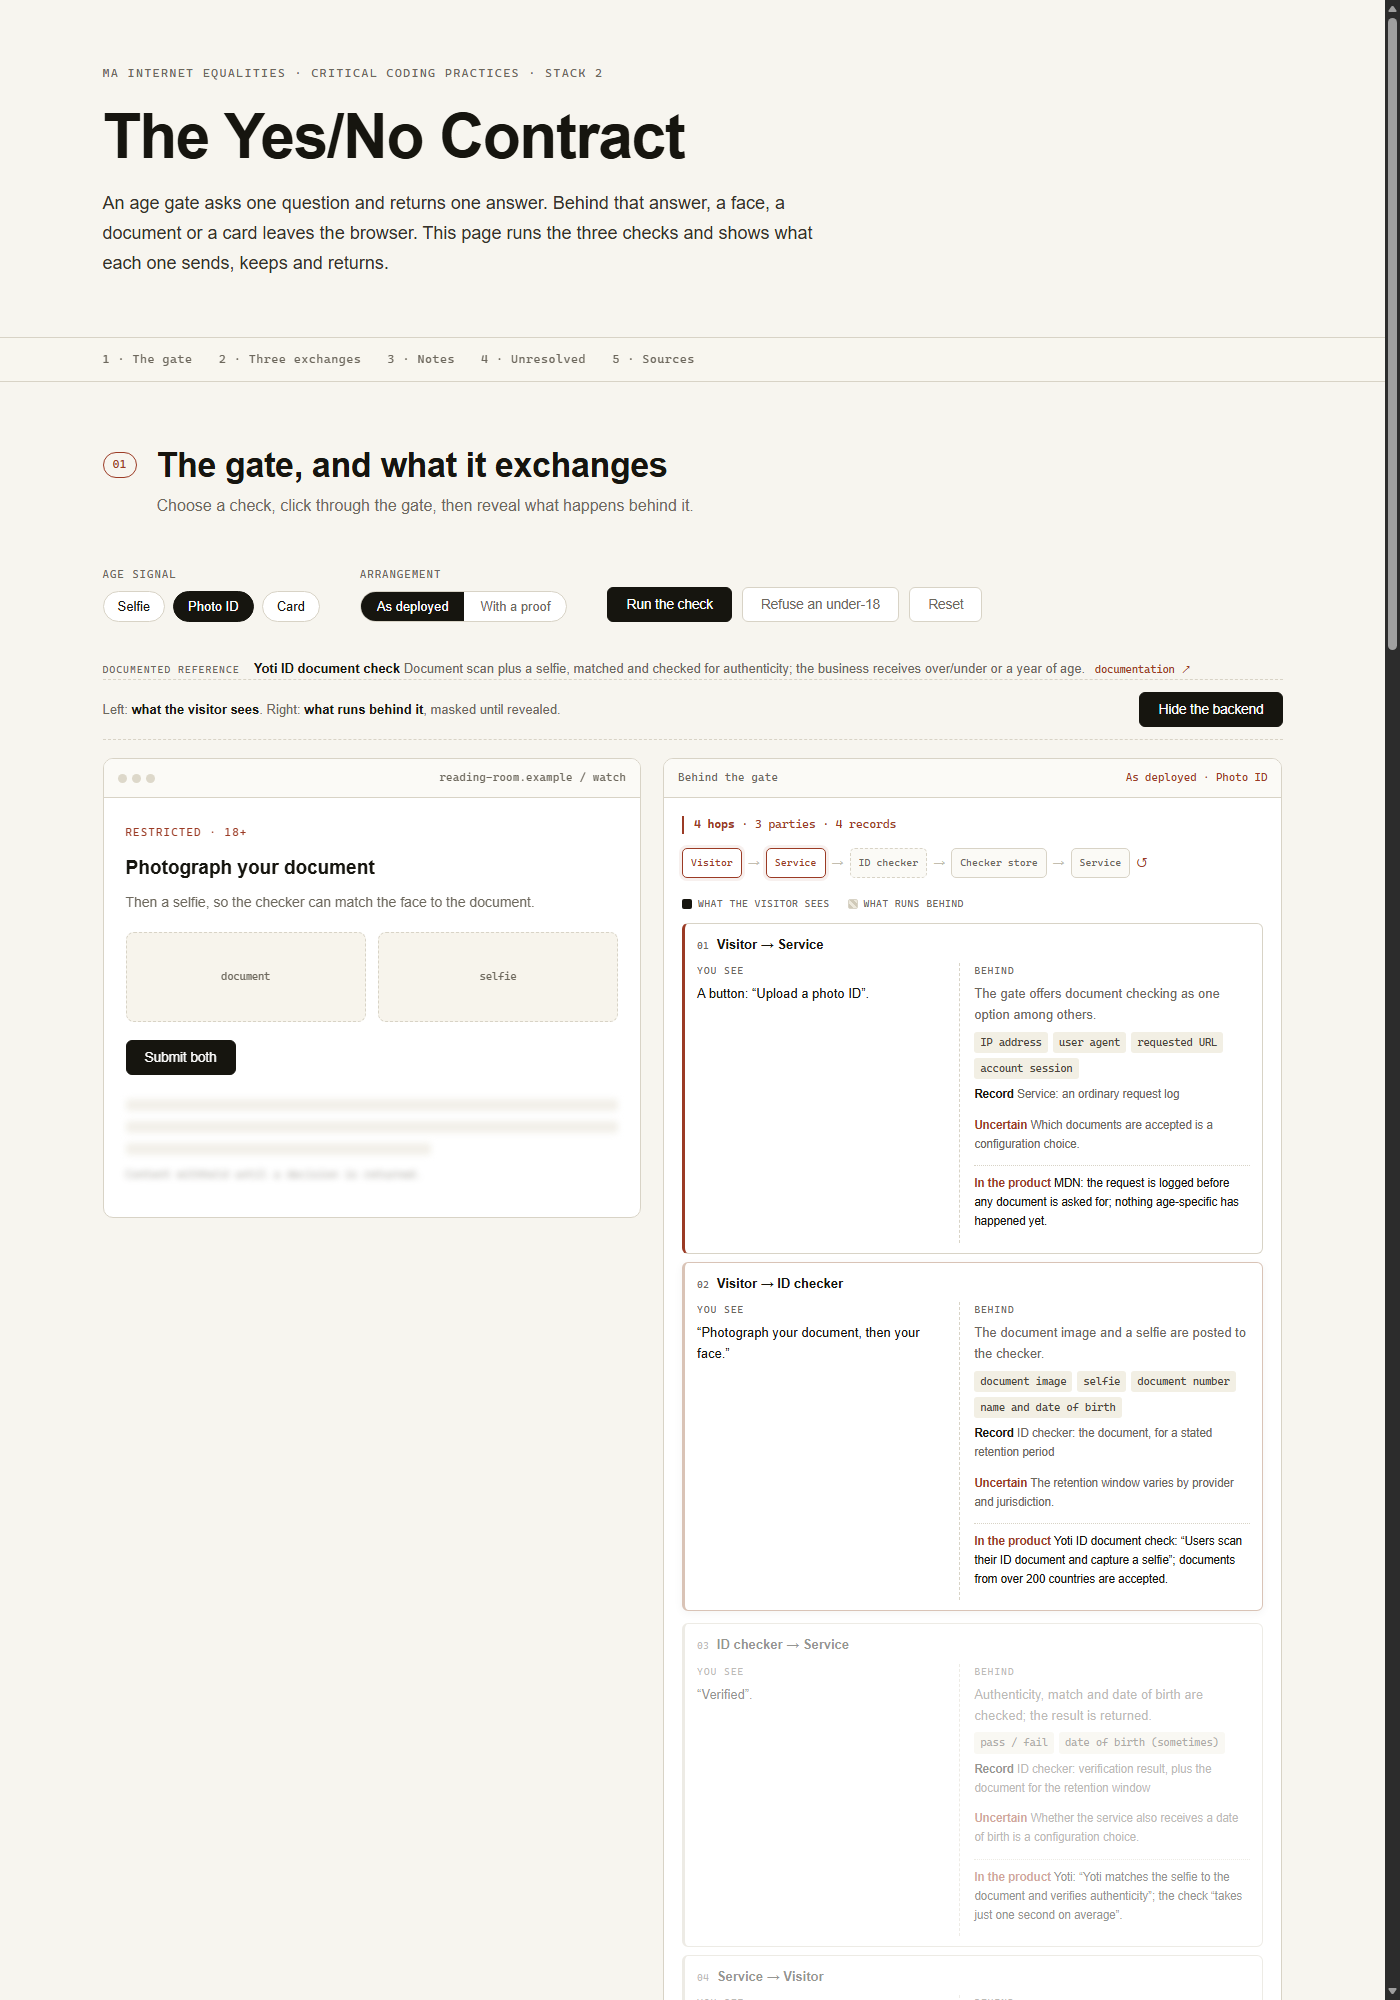 MA INTERNET EQUALITIES · CRITICAL CODING PRACTICES · STACK 2
The Yes/No Contract
An age gate asks one question and returns one answer. Behind that answer, a face, a
document or a card leaves the browser. This page runs the three checks and shows what
each one sends, keeps and returns.
1 · The gate 2 · Three exchanges 3 · Notes 4 · Unresolved 5 · Sources
01 The gate, and what it exchanges
Choose a check, click through the gate, then reveal what happens behind it.
AGE SIGNAL ARRANGEMENT
Selfie Photo ID Card As deployed With a proof Run the check Refuse an under-18 Reset
DOCUMENTED REFERENCE Yoti ID document check Document scan plus a selfie, matched and checked for authenticity; the business receives over/under or a year of age. documentation ↗
Left: what the visitor sees. Right: what runs behind it, masked until revealed. Hide the backend
reading-room.example / watch
RESTRICTED · 18+
Photograph your document
Then a selfie, so the checker can match the face to the document.
document selfie
Submit both
Content withheld until a decision is returned.
Behind the gate As deployed · Photo ID
4 hops · 3 parties · 4 records
Visitor → Service → ID checker → Checker store → Service ↺
WHAT THE VISITOR SEES WHAT RUNS BEHIND
01 Visitor → Service
YOU SEE
A button: “Upload a photo ID”.
BEHIND
The gate offers document checking as one
option among others.
IP address user agent requested URL
account session
Record Service: an ordinary request log
Uncertain Which documents are accepted is a
configuration choice.
In the product MDN: the request is logged before
any document is asked for; nothing age-specific has
happened yet.
02 Visitor → ID checker
YOU SEE
“Photograph your document, then your
face.”
BEHIND
The document image and a selfie are posted to
the checker.
document image selfie document number
name and date of birth
Record ID checker: the document, for a stated
retention period
Uncertain The retention window varies by provider
and jurisdiction.
In the product Yoti ID document check: “Users scan
their ID document and capture a selfie”; documents
from over 200 countries are accepted.
03 ID checker → Service
YOU SEE
“Verified”.
BEHIND
Authenticity, match and date of birth are
checked; the result is returned.
pass / fail date of birth (sometimes)
Record ID checker: verification result, plus the
document for the retention window
Uncertain Whether the service also receives a date
of birth is a configuration choice.
In the product Yoti: “Yoti matches the selfie to the
document and verifies authenticity”; the check “takes
just one second on average”.
04 Service → Visitor